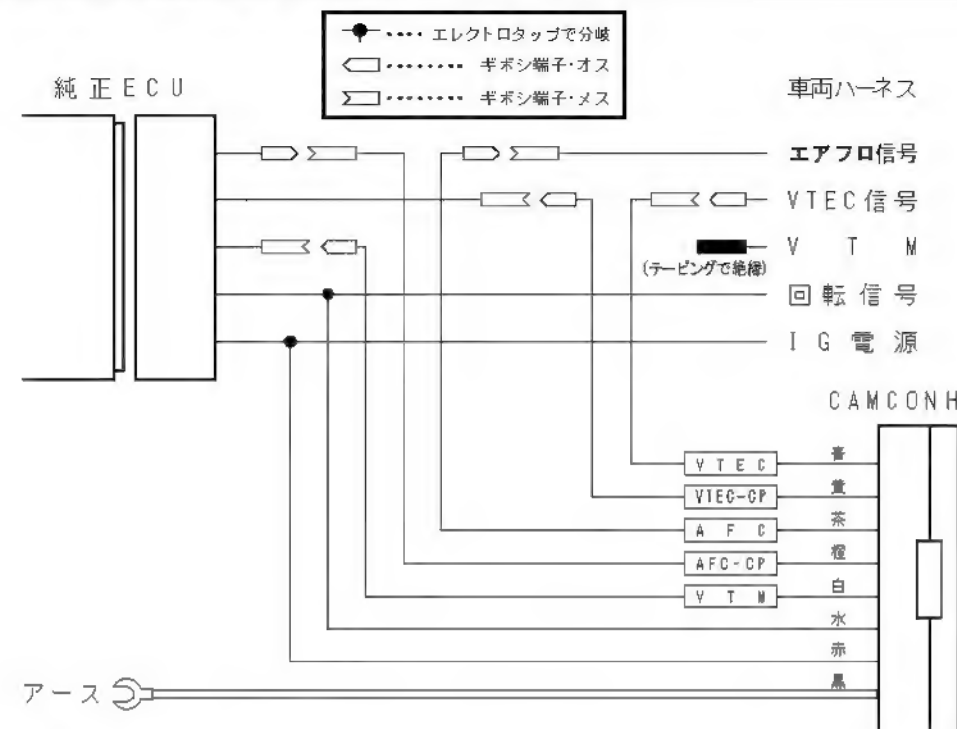 ････ エレクトロタップで分岐
････････ ギボシ端子･オス
････････ ギボシ端子･メス
純正ECU
車両ハーネス
エアフロ信号
VTEC信号
V T M
(テーピングで絶縁)
回転信号
IG電源
CAMCONH
VTEC 青
VTEC-CP 黄
AFC 茶
AFC-CP 橙
VTM 白
水
赤
黒
アース